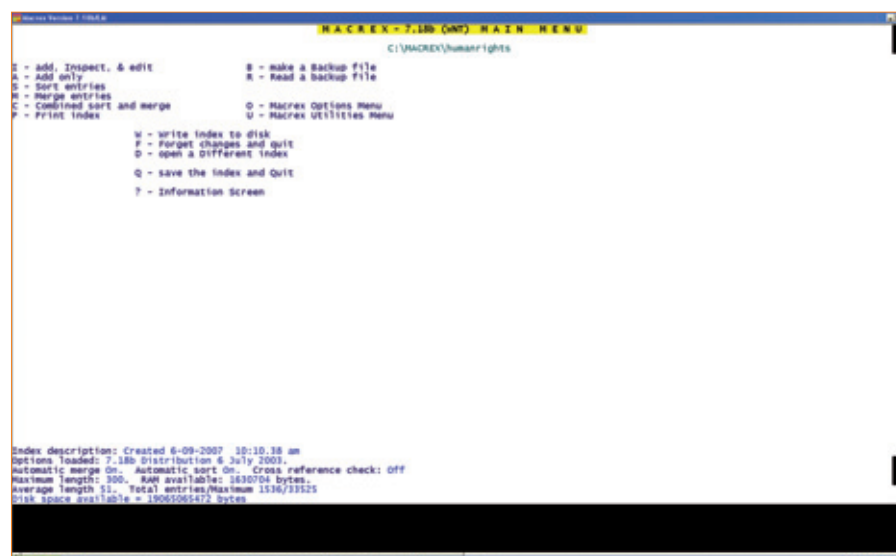 Macrex Version 7.18b/LN
M A C R E X - 7.18b (WNT) M A I N M E N U
C:\MACREX\humanrights
I - add, Inspect, & edit B - make a Backup file
A - Add only R - Read a backup file
S - Sort entries
M - Merge entries
C - Combined sort and merge O - Macrex Options Menu
P - Print index U - Macrex Utilities Menu
W - Write index to disk
F - Forget changes and quit
D - open a Different index
Q - save the index and Quit
? - Information Screen
Index description: Created 6-09-2007 10:10.38 am
Options loaded: 7.18b Distribution 6 July 2003.
Automatic merge On. Automatic sort On. Cross reference check: Off
Maximum length: 300. RAM available: 1630704 bytes.
Average length 51. Total entries/Maximum 1536/33525
Disk space available = 19065065472 bytes